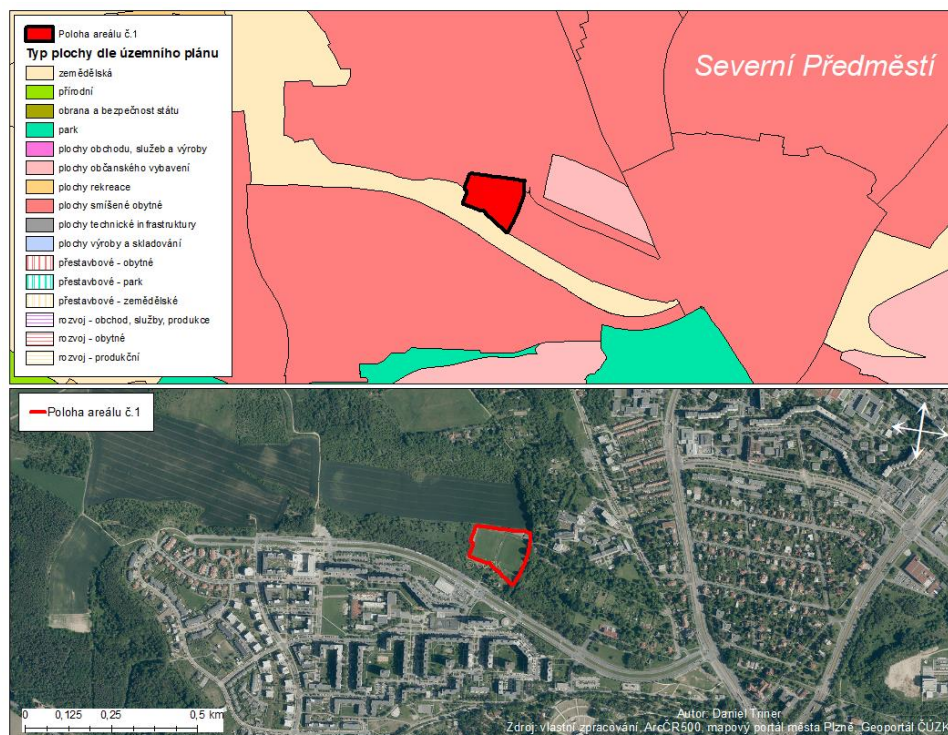 Poloha areálu č.1
Typ plochy dle územního plánu
zemědělská
přírodní
obrana a bezpečnost státu
park
plochy obchodu, služeb a výroby
plochy občanského vybavení
plochy rekreace
plochy smíšené obytné
plochy technické infrastruktury
plochy výroby a skladování
přestavbové - obytné
přestavbové - park
přestavbové - zemědělské
rozvoj - obchod, služby, produkce
rozvoj - obytné
rozvoj - produkční
Severní Předměstí
Poloha areálu č.1
0 0,125 0,25 0,5 km
Autor: Daniel Triner
Zdroj: vlastní zpracování, ArcČR500, mapový portál města Plzně, Geoportál ČÚZK